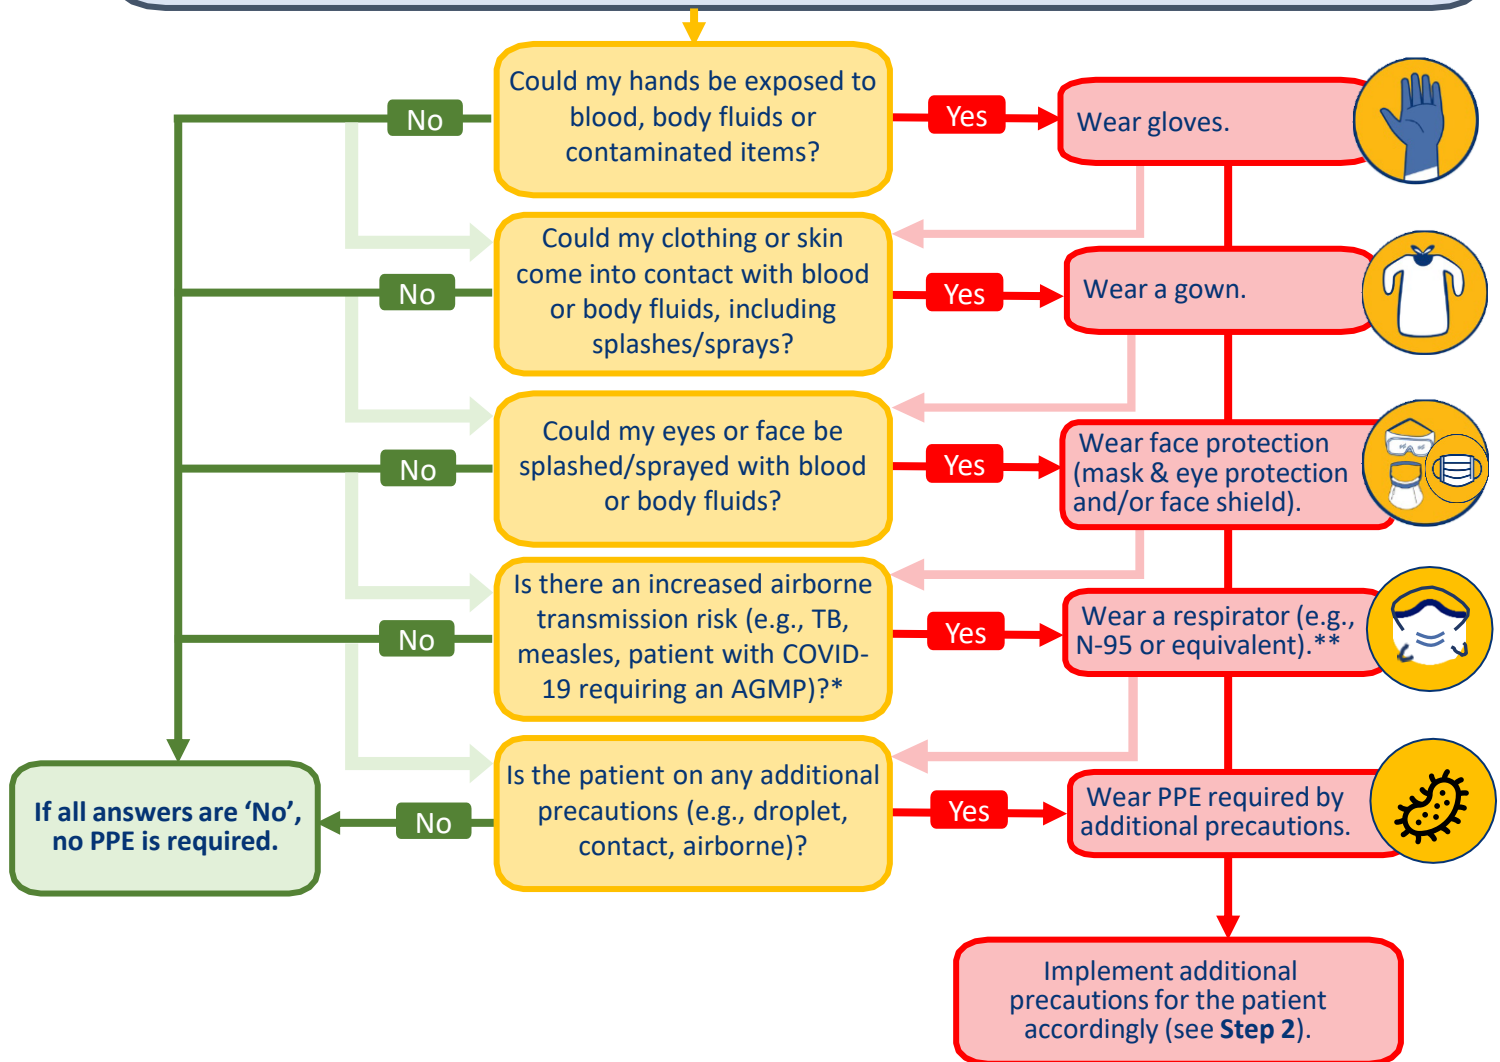 Could my hands be exposed to
blood, body fluids or
contaminated items?
No
Yes
Wear gloves.
Could my clothing or skin
come into contact with blood
or body fluids, including
splashes/sprays?
No
Yes
Wear a gown.
Could my eyes or face be
splashed/sprayed with blood
or body fluids?
No
Yes
Wear face protection
(mask & eye protection
and/or face shield).
Is there an increased airborne
transmission risk (e.g., TB,
measles, patient with COVID-
19 requiring an AGMP)?*
No
Yes
Wear a respirator (e.g.,
N-95 or equivalent).**
Is the patient on any additional
precautions (e.g., droplet,
contact, airborne)?
No
Yes
Wear PPE required by
additional precautions.
If all answers are ‘No’,
no PPE is required.
Implement additional
precautions for the patient
accordingly (see Step 2).